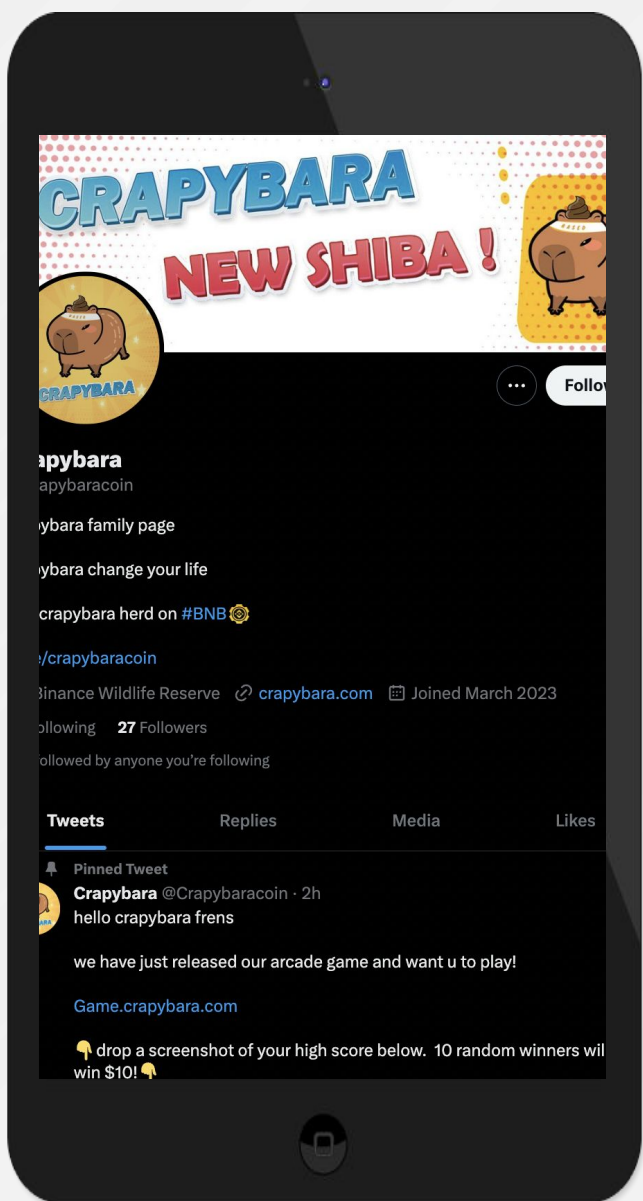 CRAPYBARA
NEW SHIBA !
CRAPYBARA
Follow
apybara
apybaracoin
ybara family page
ybara change your life
crapybara herd on #BNB
/crapybaracoin
Binance Wildlife Reserve crapybara.com Joined March 2023
ollowing 27 Followers
ollowed by anyone you're following
Tweets Replies Media Likes
Pinned Tweet
Crapybara @Crapybaracoin · 2h
hello crapybara frens
we have just released our arcade game and want u to play!
Game.crapybara.com
👇 drop a screenshot of your high score below. 10 random winners wil
win $10! 👇